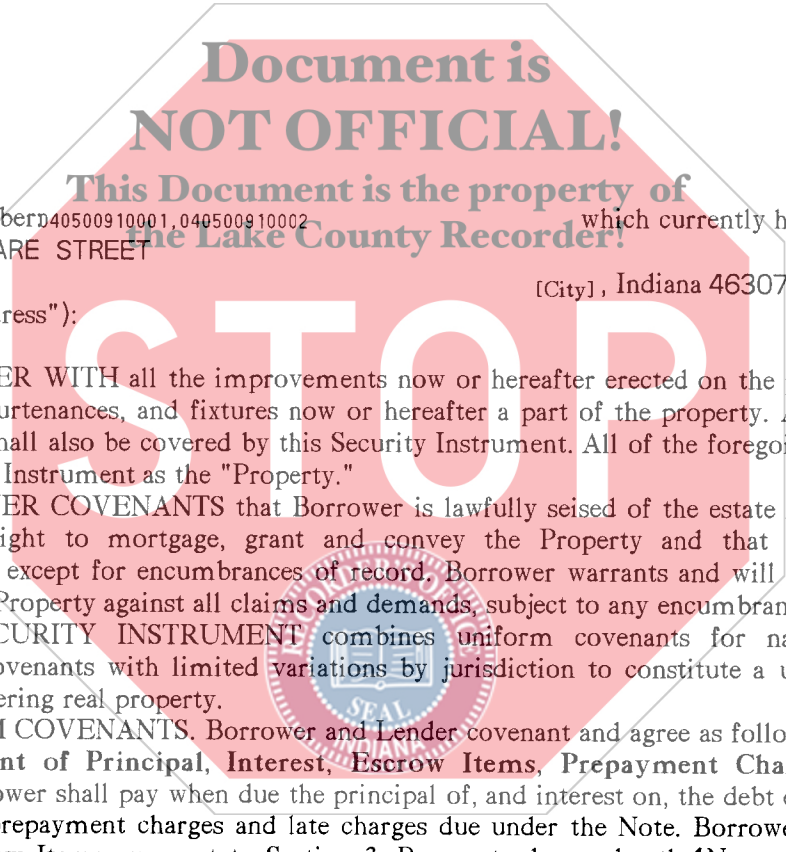 Document is
NOT OFFICIAL!
This Document is the property of
the Lake County Recorder!
ber 040500910001,040500910002 which currently h
ARE STREET
[City] , Indiana 46307
ress"):
STOP
ER WITH all the improvements now or hereafter erected on the
urtenances, and fixtures now or hereafter a part of the property. A
hall also be covered by this Security Instrument. All of the foregoi
Instrument as the "Property."
ER COVENANTS that Borrower is lawfully seised of the estate
ight to mortgage, grant and convey the Property and that
except for encumbrances of record. Borrower warrants and will
Property against all claims and demands, subject to any encumbran
CURITY INSTRUMENT combines uniform covenants for na
ovenants with limited variations by jurisdiction to constitute a u
ering real property.
SEAL
INDIANA
M COVENANTS. Borrower and Lender covenant and agree as follo
nt of Principal, Interest, Escrow Items, Prepayment Cha
ower shall pay when due the principal of, and interest on, the debt
repayment charges and late charges due under the Note. Borrowe